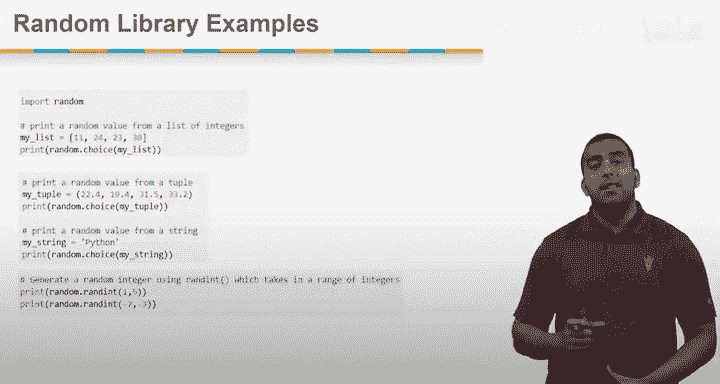 Random Library Examples
import random
# print a random value from a list of integers
my_list = [11, 24, 23, 30]
print(random.choice(my_list))
# print a random value from a tuple
my_tuple = (22.4, 19.4, 31.5, 33.2)
print(random.choice(my_tuple))
# print a random value from a string
my_string = 'Python'
print(random.choice(my_string))
# Generate a random integer using randint() which takes in a range of integers
print(random.randint(1,5))
print(random.randint(-7,-3))